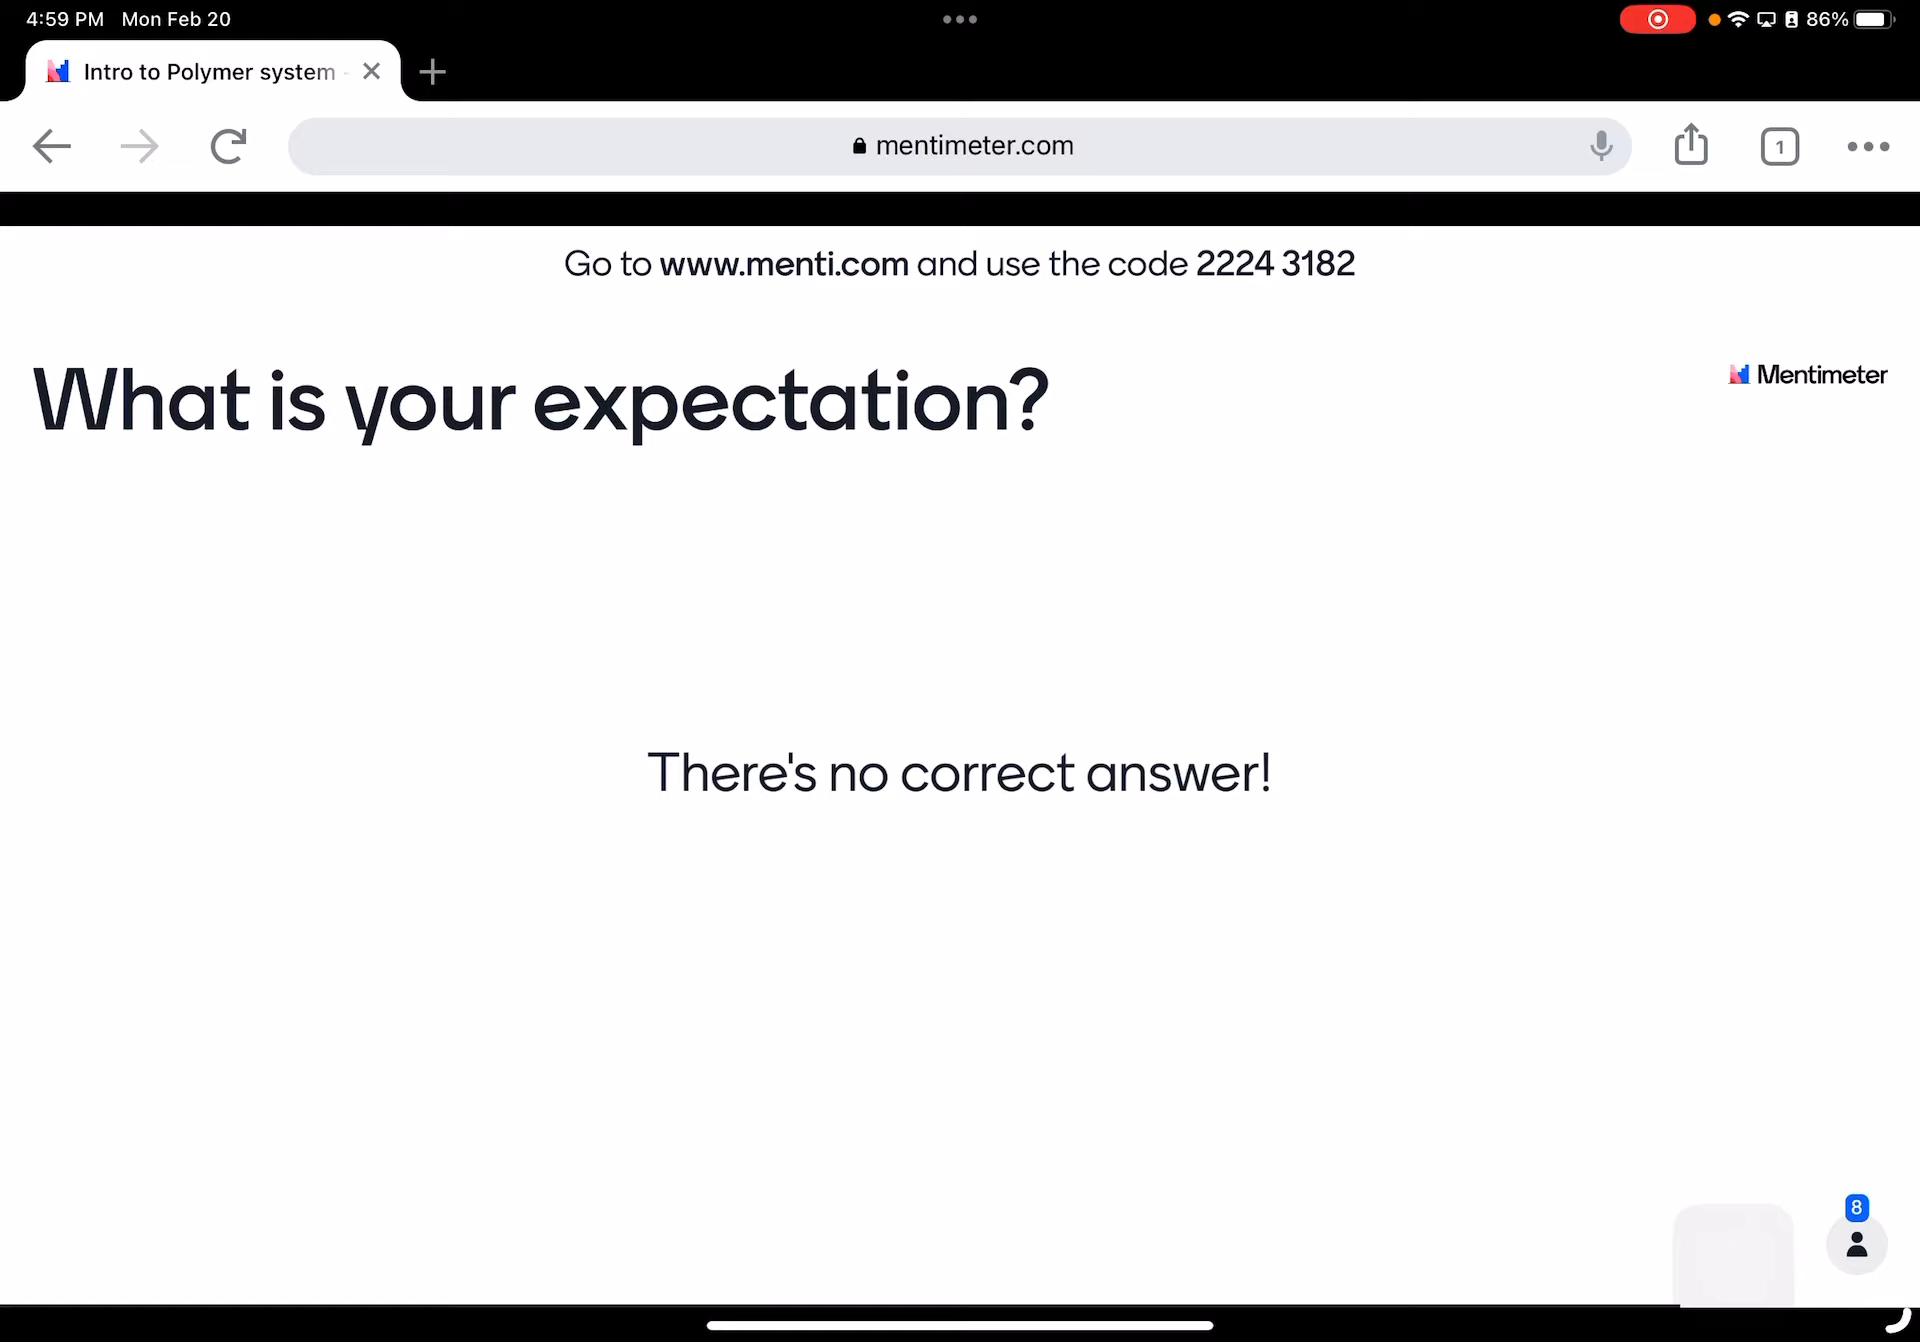 4:59 PM Mon Feb 20
86%
Intro to Polymer system -
mentimeter.com
1
Go to www.menti.com and use the code 2224 3182
What is your expectation?
Mentimeter
There's no correct answer!
8